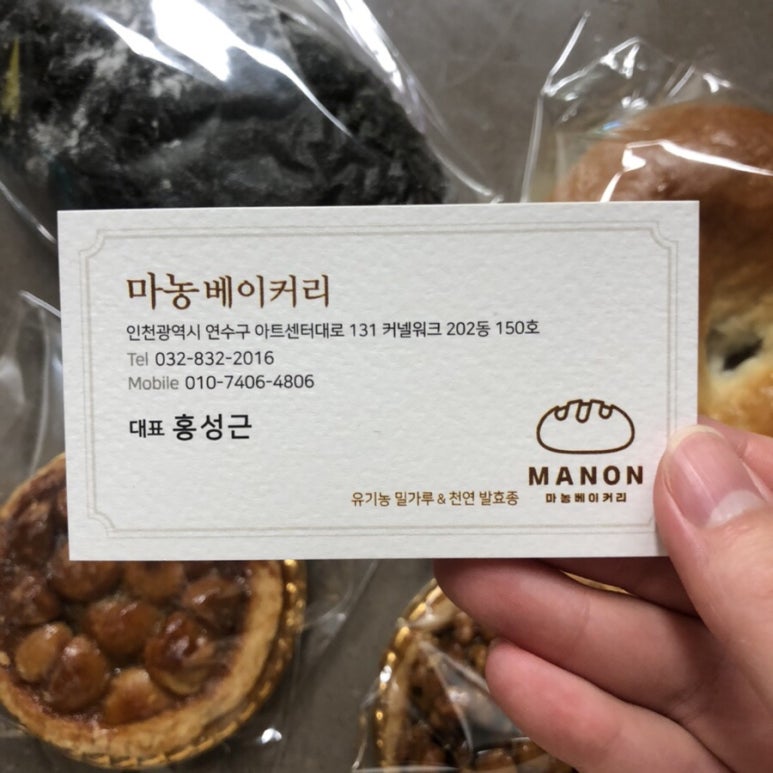 마농 베이커리
인천광역시 연수구 아트센터대로 131 커넬워크 202동 150호
Tel 032-832-2016
Mobile 010-7406-4806
대표 홍성근
유기농 밀가루 & 천연 발효종
MANON
마농베이커리